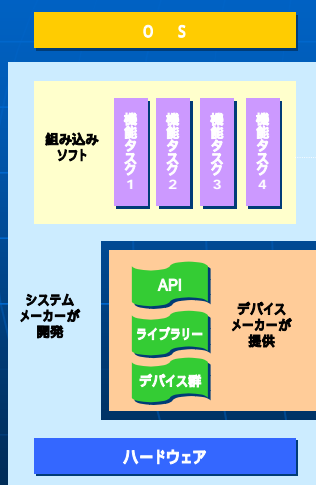 OS
組み込み
ソフト
機能タスク1
機能タスク2
機能タスク3
機能タスク4
システム
メーカーが
開発
API
ライブラリー
デバイス群
デバイス
メーカーが
提供
ハードウェア